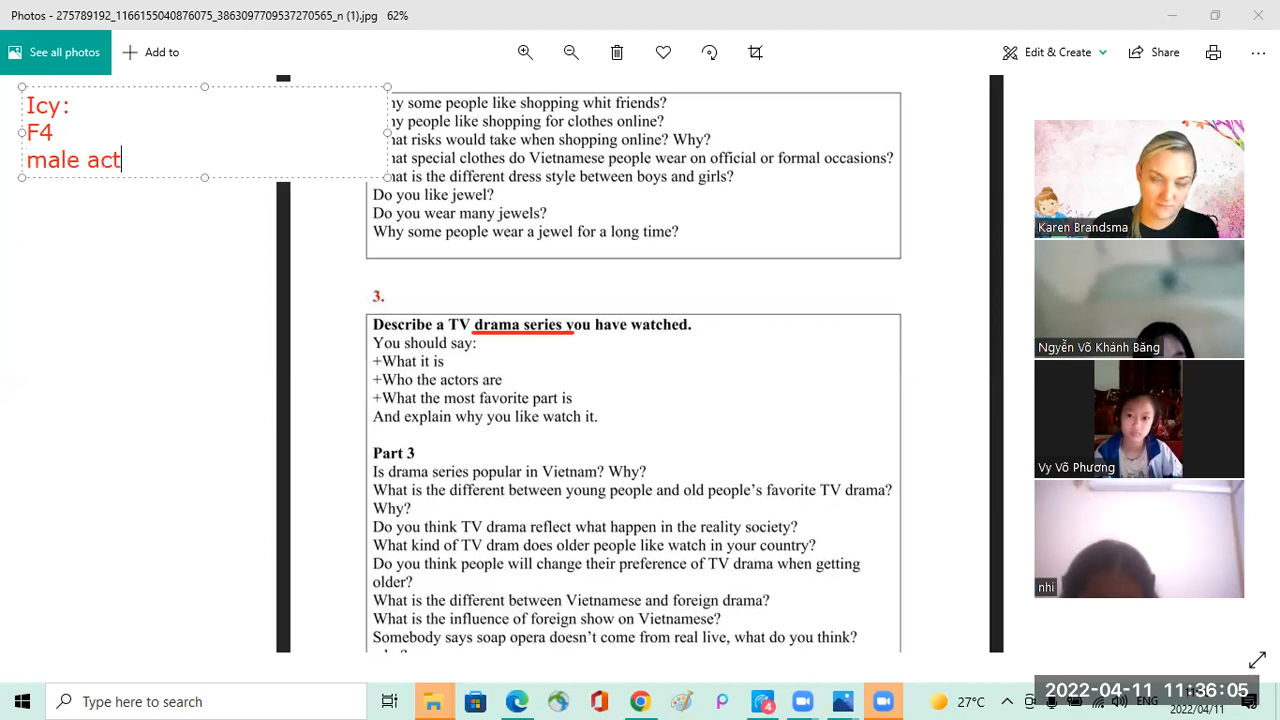 Photos - 275789192_1166155040876075_3863097709537270565_n (1).jpg 62%
See all photos
Add to
Edit & Create
Share
Icy:
F4
male act
hy some people like shopping whit friends?
hy people like shopping for clothes online?
hat risks would take when shopping online? Why?
hat special clothes do Vietnamese people wear on official or formal occasions?
hat is the different dress style between boys and girls?
Do you like jewel?
Do you wear many jewels?
Why some people wear a jewel for a long time?
3.
Describe a TV drama series you have watched.
You should say:
+What it is
+Who the actors are
+What the most favorite part is
And explain why you like watch it.
Part 3
Is drama series popular in Vietnam? Why?
What is the different between young people and old people's favorite TV drama?
Why?
Do you think TV drama reflect what happen in the reality society?
What kind of TV dram does older people like watch in your country?
Do you think people will change their preference of TV drama when getting
older?
What is the different between Vietnamese and foreign drama?
What is the influence of foreign show on Vietnamese?
Somebody says soap opera doesn't come from real live, what do you think?
Karen Brandsma
Nguyễn Võ Khánh Băng
Vy Võ Phương
nhi
Type here to search
4
27°C
ENG
2022-04-11 11:36:05
2022/04/11